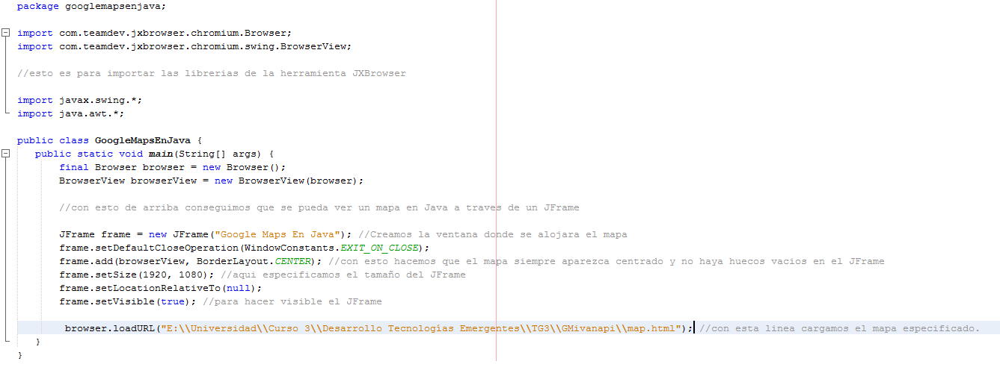 package googlemapsenjava;
import com.teamdev.jxbrowser.chromium.Browser;
import com.teamdev.jxbrowser.chromium.swing.BrowserView;
//esto es para importar las librerias de la herramienta JXBrowser
import javax.swing.*;
import java.awt.*;
public class GoogleMapsEnJava {
public static void main(String[] args) {
final Browser browser = new Browser();
BrowserView browserView = new BrowserView(browser);
//con esto de arriba conseguimos que se pueda ver un mapa en Java a traves de un JFrame
JFrame frame = new JFrame("Google Maps En Java"); //Creamos la ventana donde se alojara el mapa
frame.setDefaultCloseOperation(WindowConstants.EXIT_ON_CLOSE);
frame.add(browserView, BorderLayout.CENTER); //con esto hacemos que el mapa siempre aparezca centrado y no haya huecos vacios en el JFrame
frame.setSize(1920, 1080); //aqui especificamos el tamaño del JFrame
frame.setLocationRelativeTo(null);
frame.setVisible(true); //para hacer visible el JFrame
browser.loadURL("E:\\Universidad\\Curso 3\\Desarrollo Tecnologías Emergentes\\TG3\\GMivanapi\\map.html"); //con esta linea cargamos el mapa especificado.
}
}